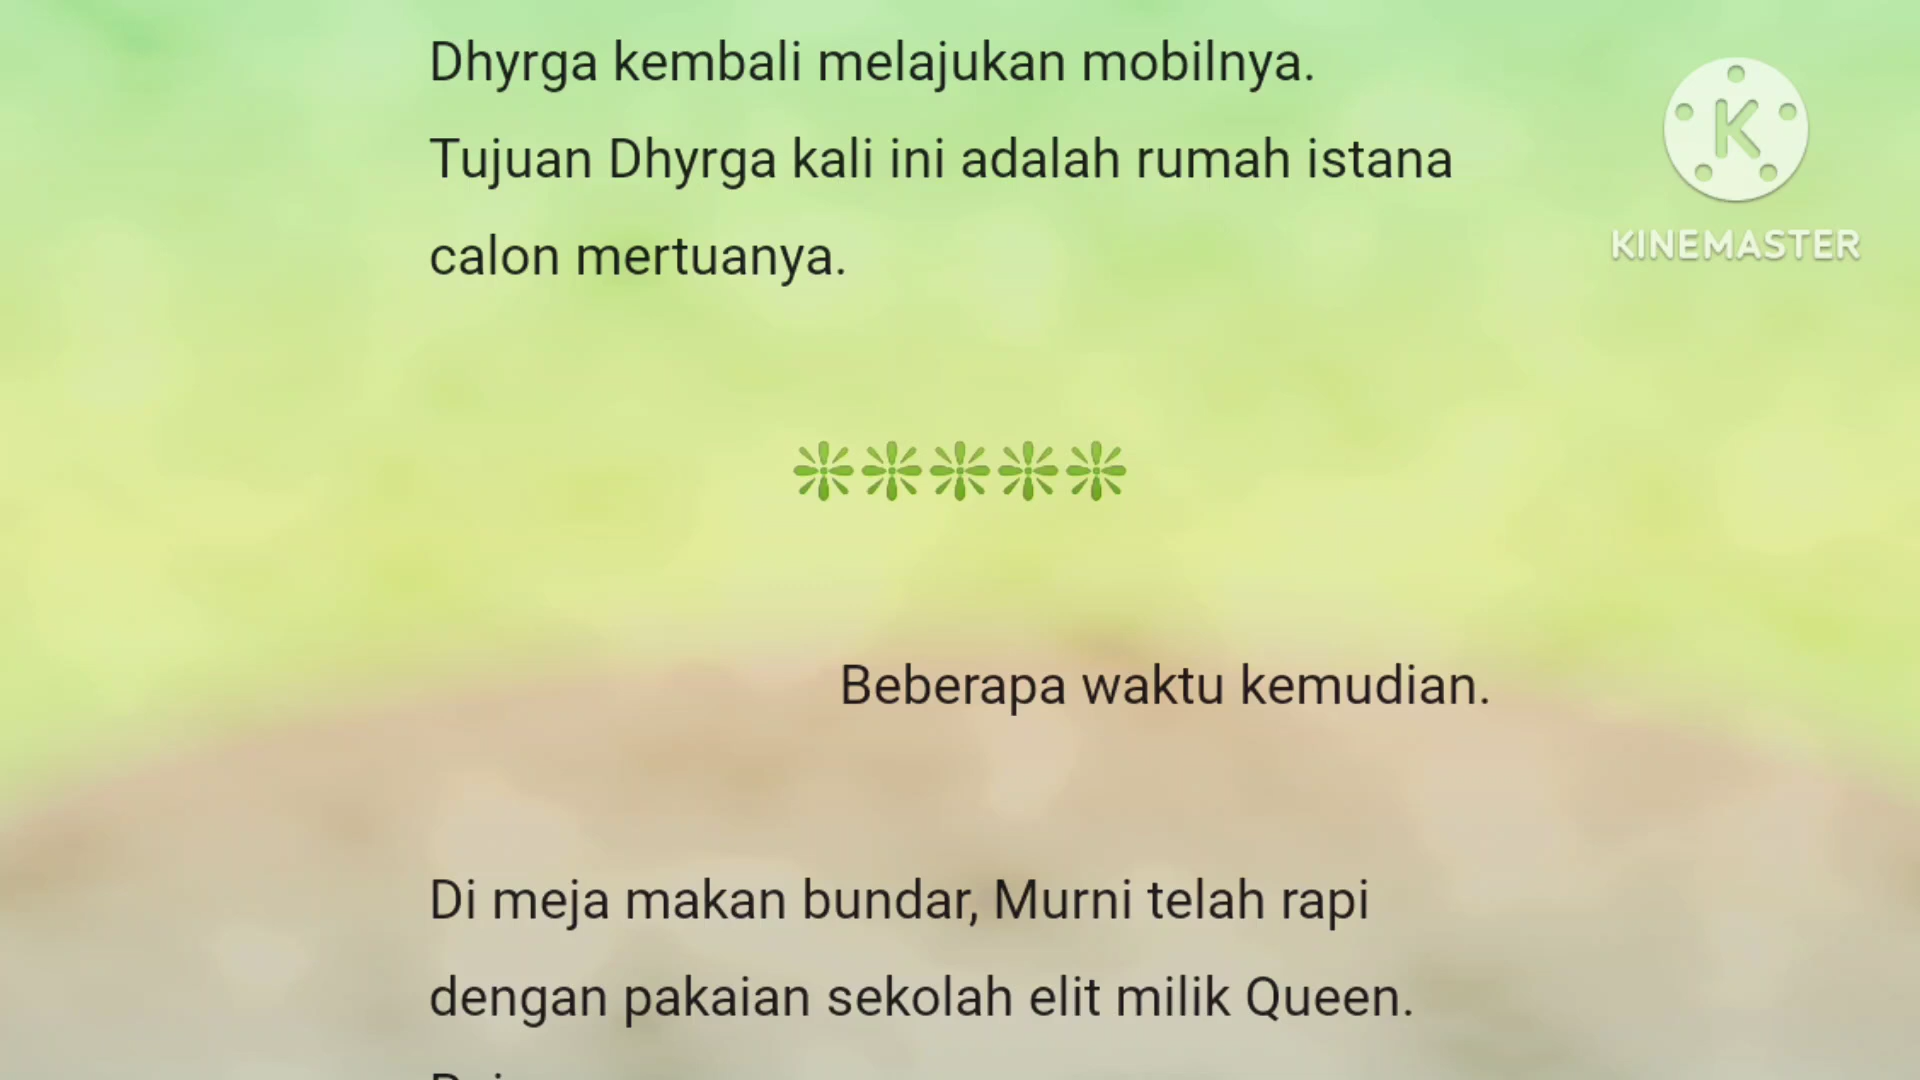 Dhyrga kembali melajukan mobilnya.
Tujuan Dhyrga kali ini adalah rumah istana
calon mertuanya.
K
KINEMASTER
❇❇❇❇❇
Beberapa waktu kemudian.
Di meja makan bundar, Murni telah rapi
dengan pakaian sekolah elit milik Queen.